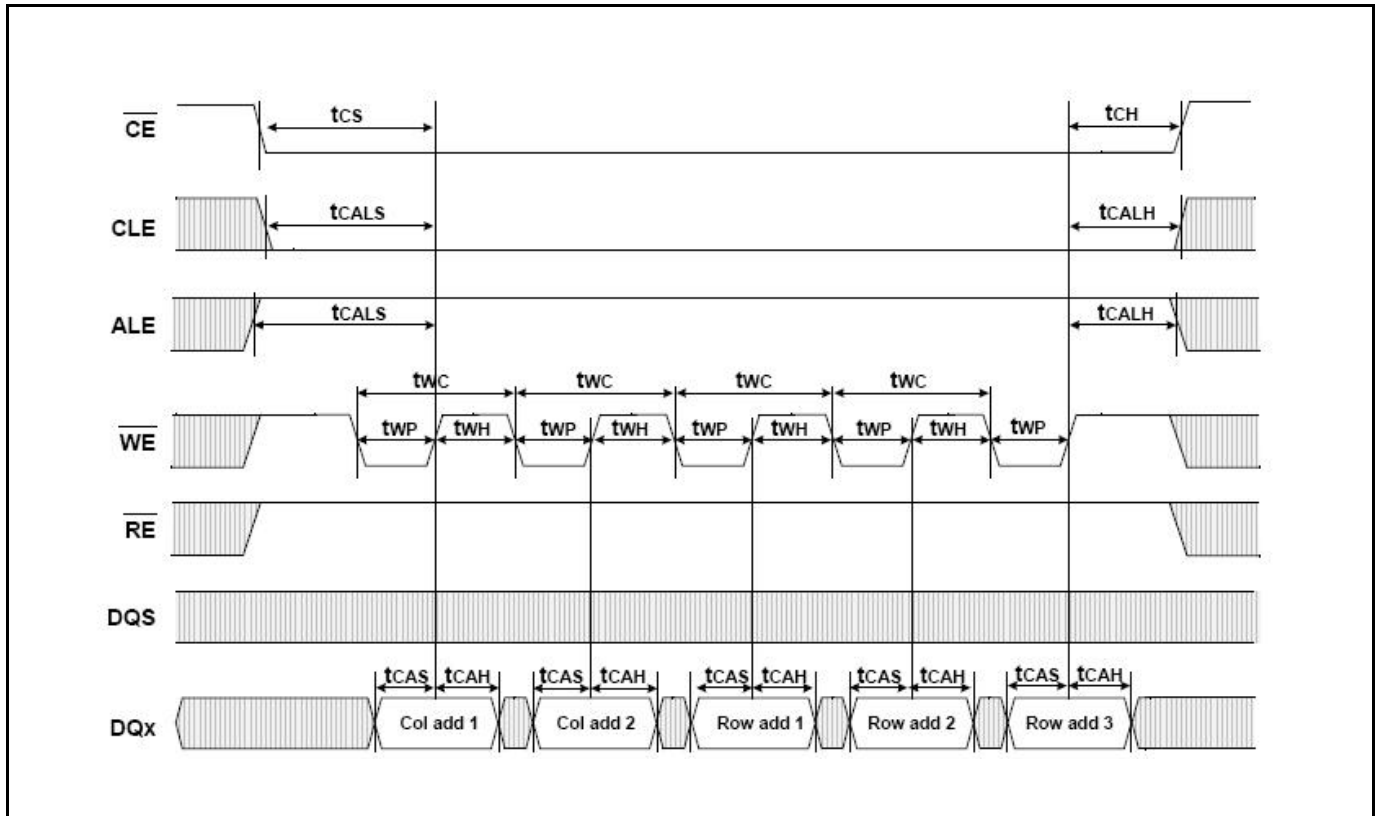 CE tCS tCH
CLE tCALS tCALH
ALE tCALS tCALH
tWC tWC tWC tWC
WE tWP tWH tWP tWH tWP tWH tWP tWH tWP
RE
DQS
tCAS tCAH tCAS tCAH tCAS tCAH tCAS tCAH tCAS tCAH
DQx Col add 1 Col add 2 Row add 1 Row add 2 Row add 3